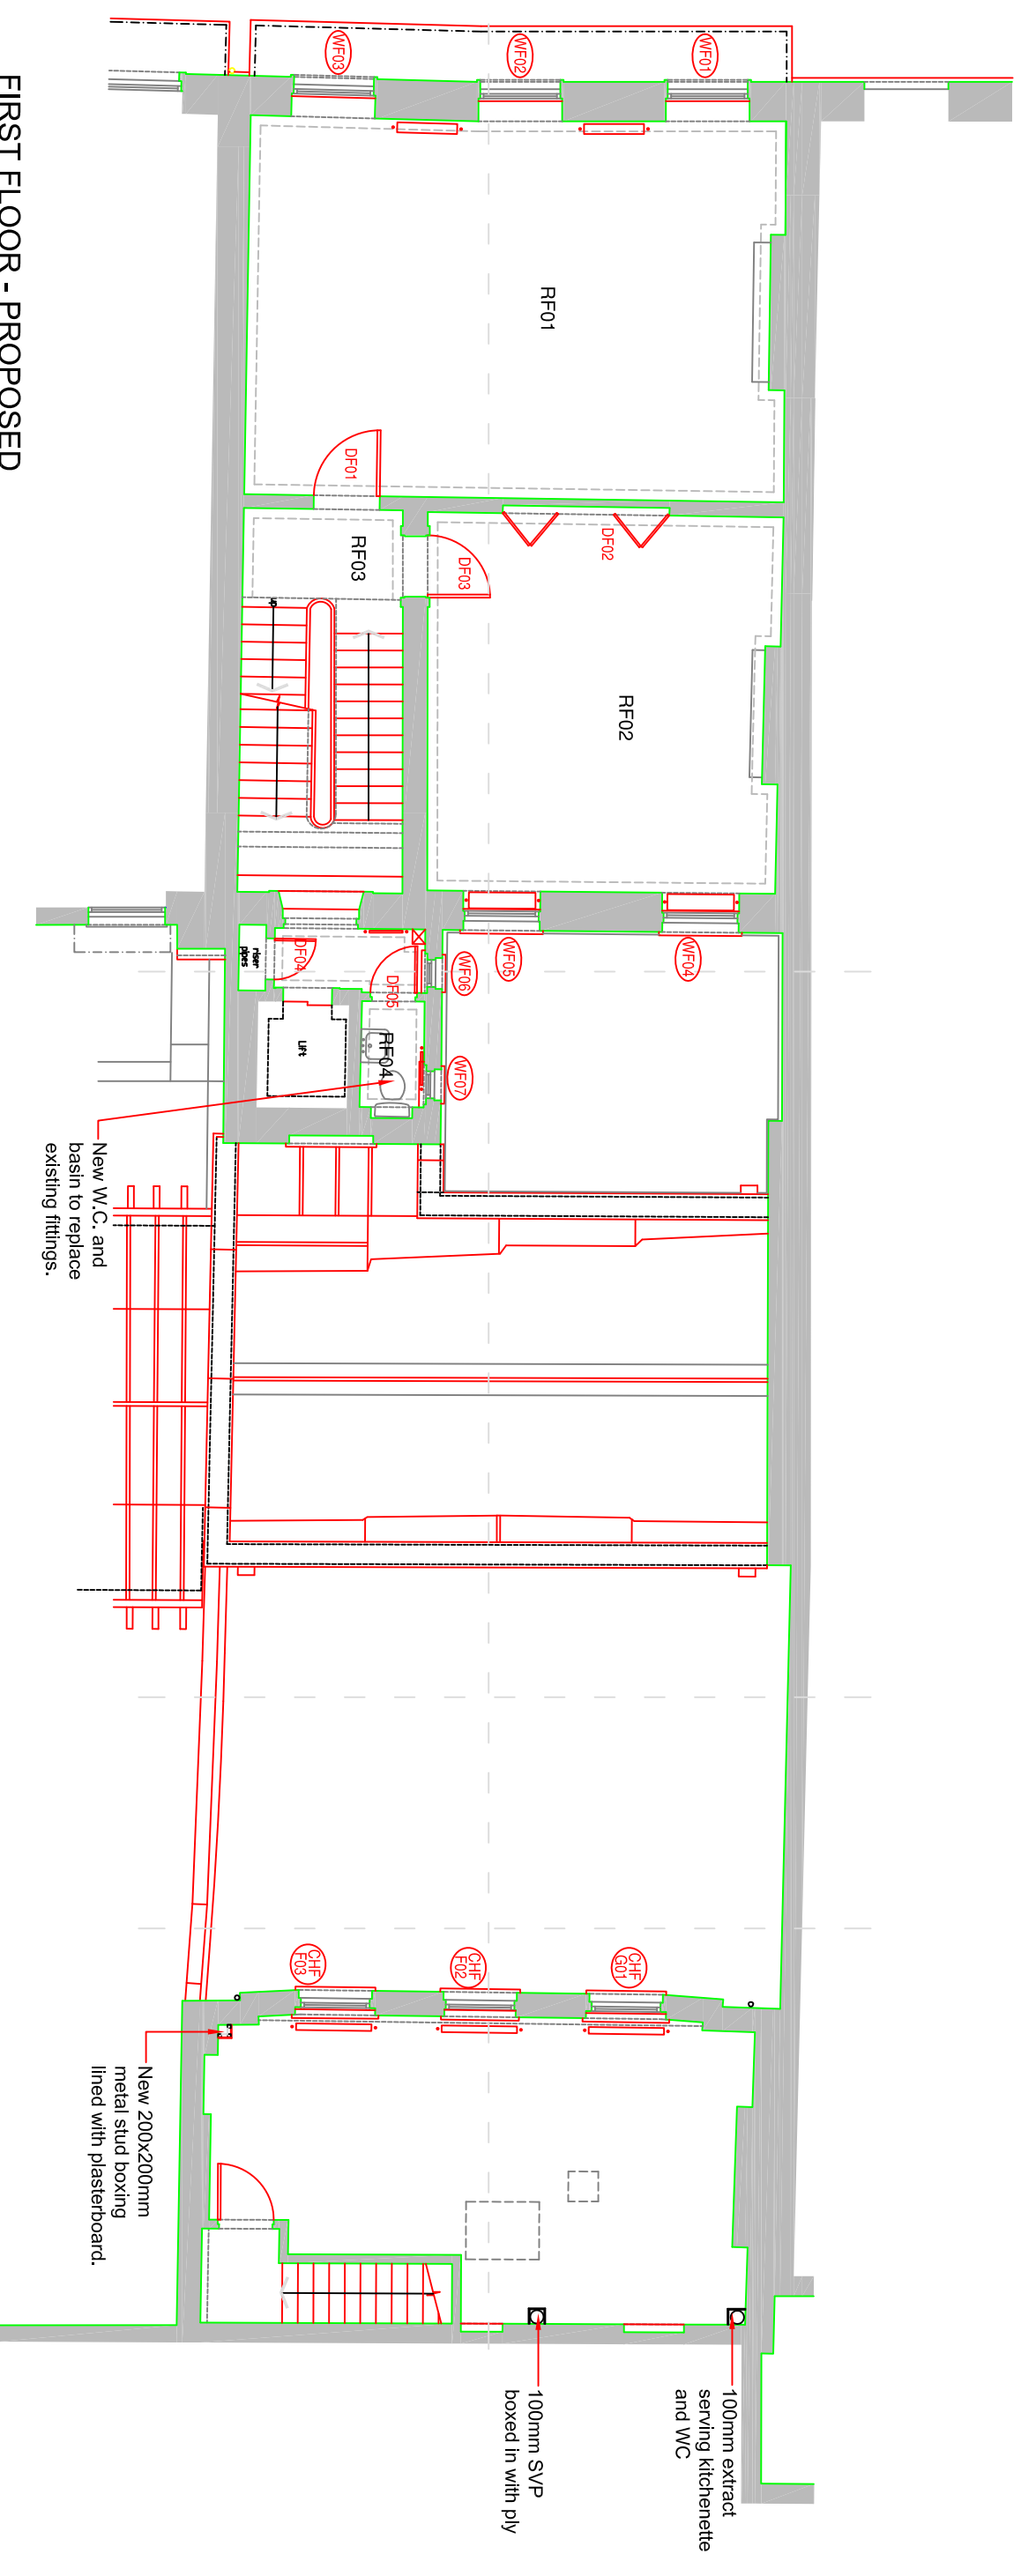 FIRST FLOOR - PROPOSED
WF03
WF02
WF01
RF01
DF01
RF03
DF03
DF02
up
RF02
riser
pipes
DF04
DF05
WF06
WF05
WF04
Lift
RF04
WF07
New W.C. and
basin to replace
existing fittings.
CHF
F03
CHF
F02
CHF
G01
New 200x200mm
metal stud boxing
lined with plasterboard.
100mm SVP
boxed in with ply
100mm extract
serving kitchenette
and WC